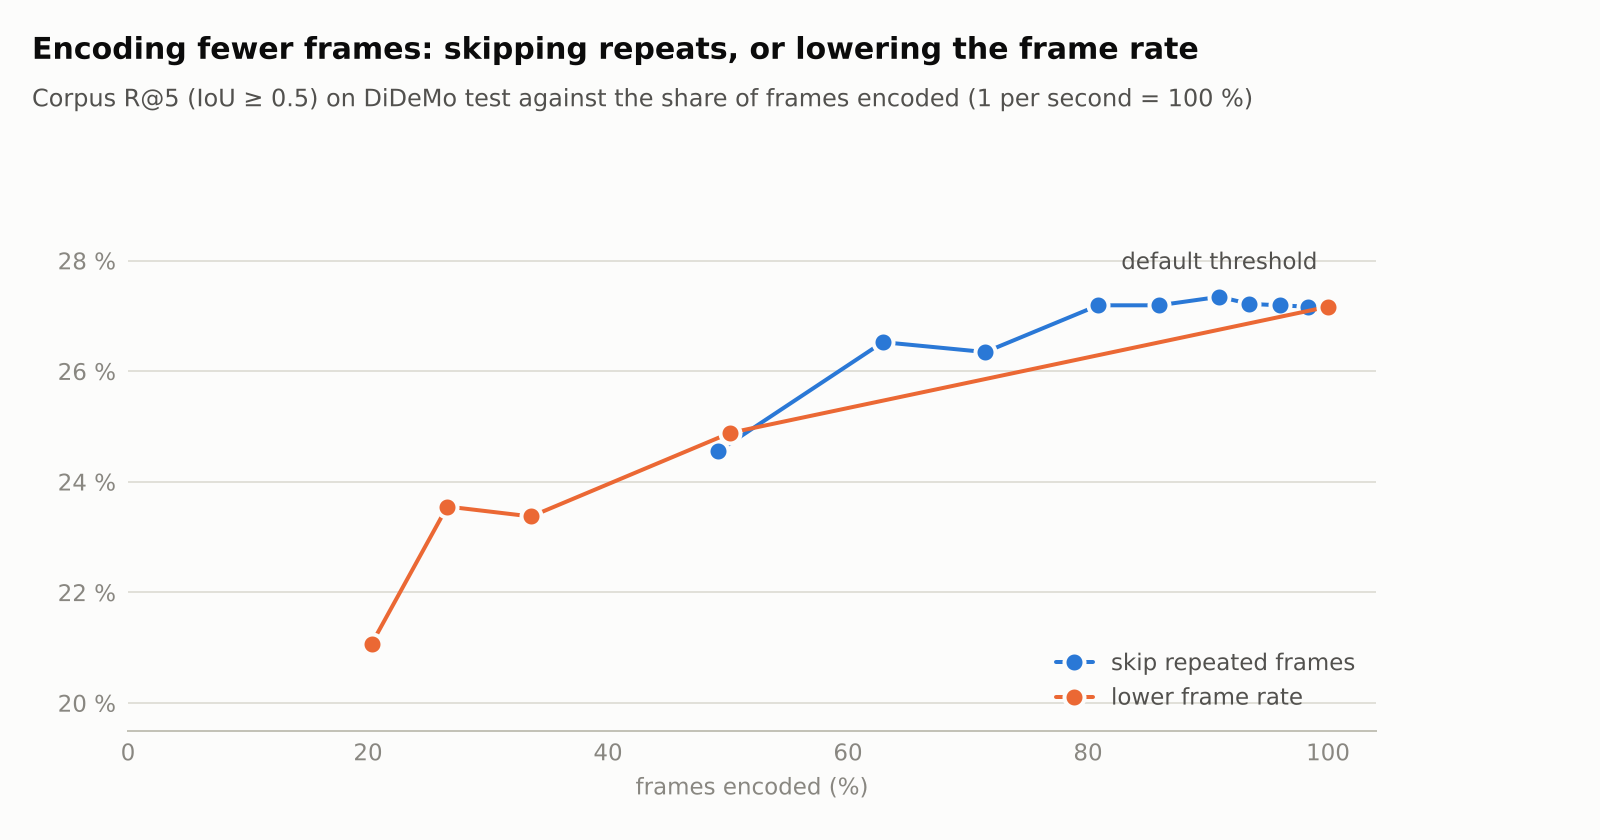 Encoding fewer frames: skipping repeats, or lowering the frame rate
Corpus R@5 (IoU ≥ 0.5) on DiDeMo test against the share of frames encoded (1 per second = 100 %)
28 %
default threshold
26 %
24 %
22 %
skip repeated frames
20 %
lower frame rate
0 20 40 60 80 100
frames encoded (%)